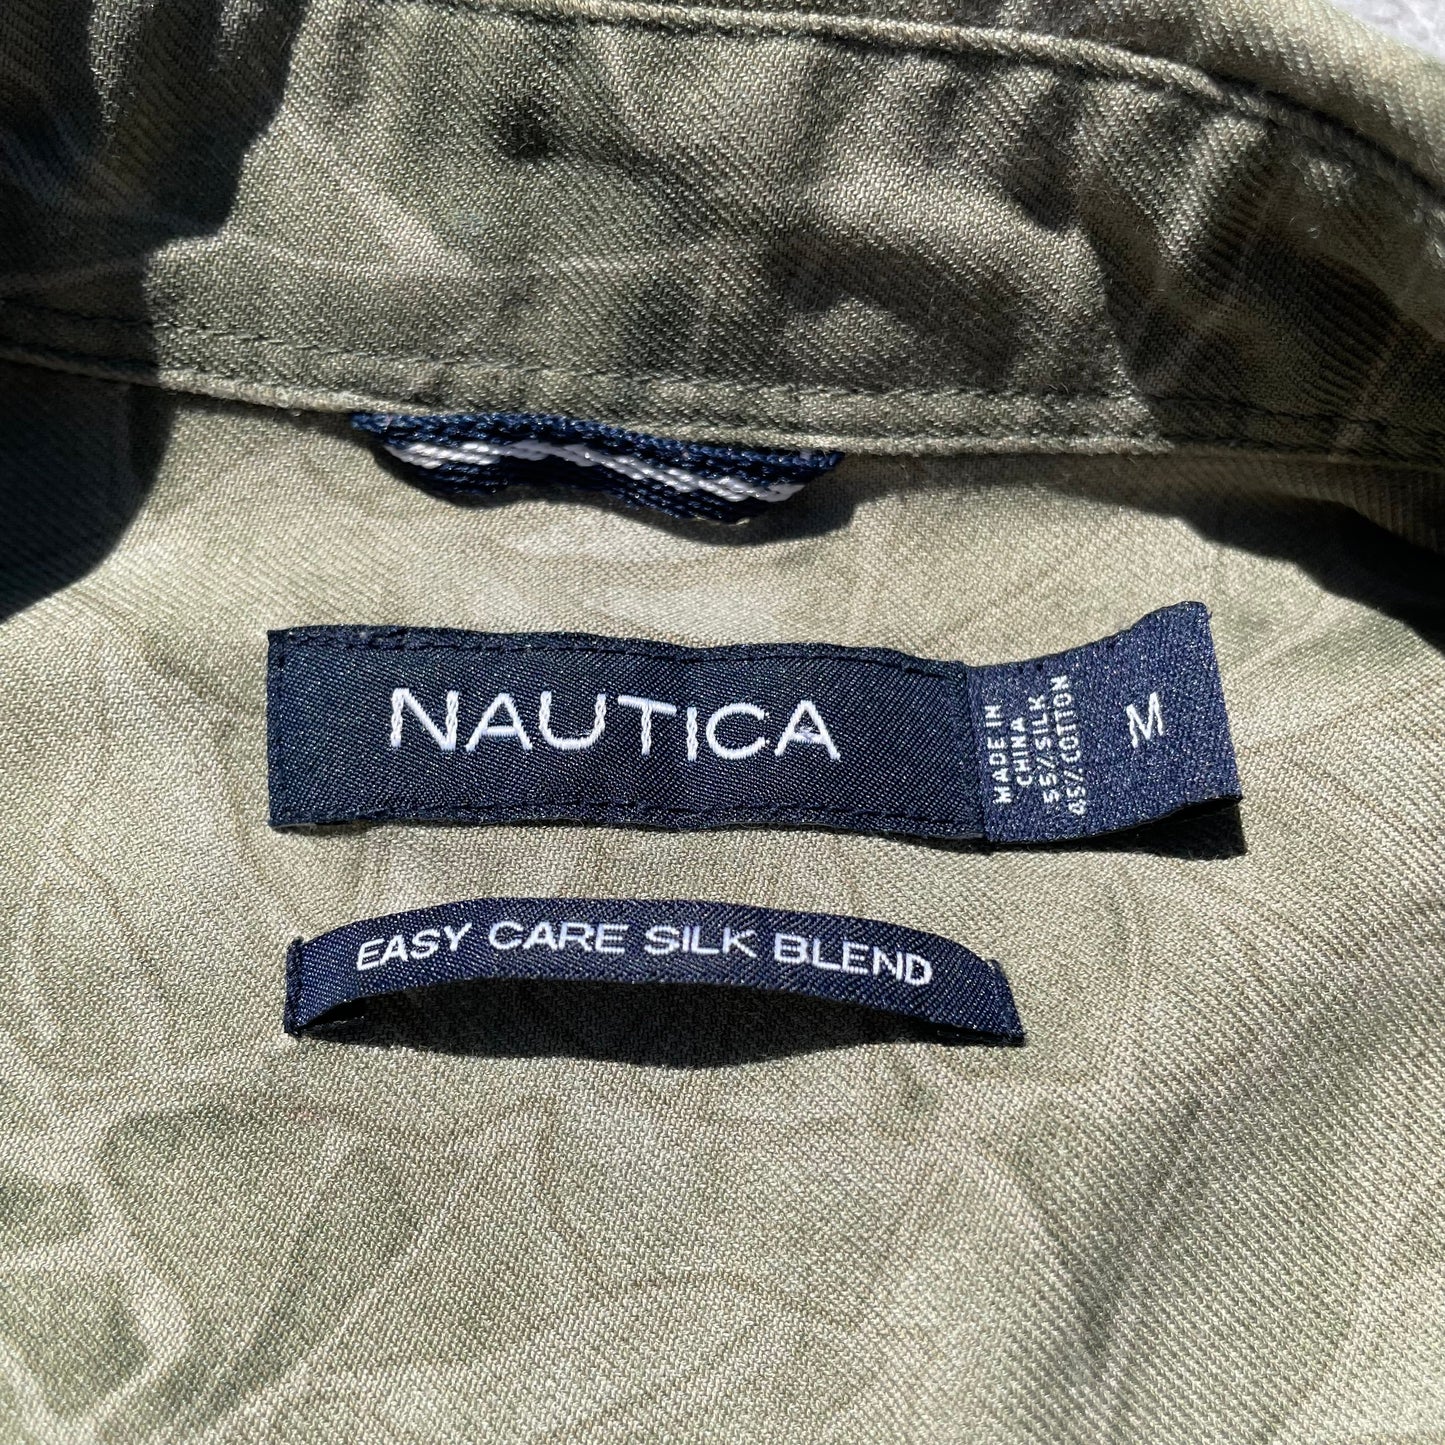 NAUTICA
MADE IN
CHINA
55% SILK
45% COTTON
M
EASY CARE SILK BLEND